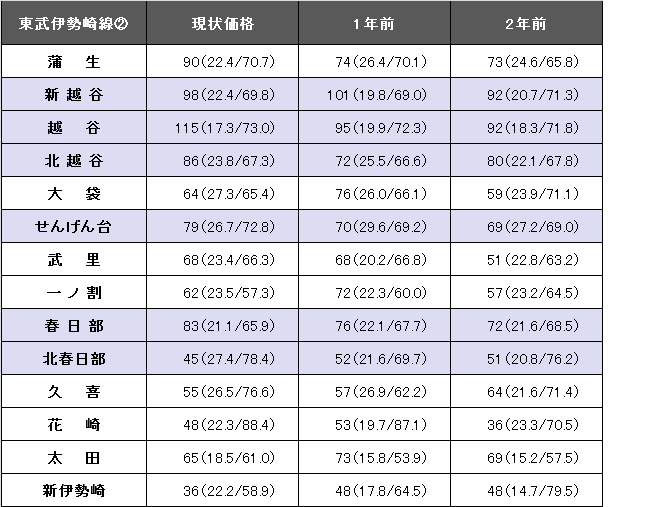 東武伊勢崎線② 現状価格 1年前 2年前
蒲生 90(22.4/70.7) 74(26.4/70.1) 73(24.6/65.8)
新越谷 98(22.4/69.8) 101(19.8/69.0) 92(20.7/71.3)
越谷 115(17.3/73.0) 95(19.9/72.3) 92(18.3/71.8)
北越谷 86(23.8/67.3) 72(25.5/66.6) 80(22.1/67.8)
大袋 64(27.3/65.4) 76(26.0/66.1) 59(23.9/71.1)
せんげん台 79(26.7/72.8) 70(29.6/69.2) 69(27.2/69.0)
武里 68(23.4/66.3) 68(20.2/66.8) 51(22.8/63.2)
一ノ割 62(23.5/57.3) 72(22.3/60.0) 57(23.2/64.5)
春日部 83(21.1/65.9) 76(22.1/67.7) 72(21.6/68.5)
北春日部 45(27.4/78.4) 52(21.6/69.7) 51(20.8/76.2)
久喜 55(26.5/76.6) 57(26.9/62.2) 64(21.6/71.4)
花崎 48(22.3/88.4) 53(19.7/87.1) 36(23.3/70.5)
太田 65(18.5/61.0) 73(15.8/53.9) 69(15.2/57.5)
新伊勢崎 36(22.2/58.9) 48(17.8/64.5) 48(14.7/79.5)